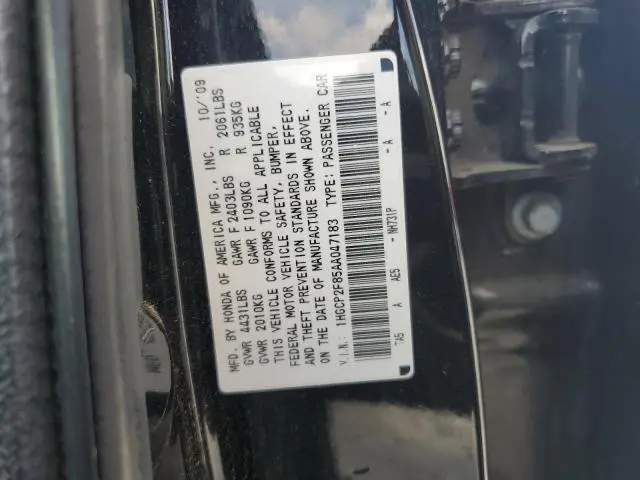 MFD. BY HONDA OF AMERICA MFG., INC. 10/'09
GVWR 4431LBS GAWR F 2403LBS R 2061LBS
GVWR 2010KG GAWR F 1090KG R 935KG
THIS VEHICLE CONFORMS TO ALL APPLICABLE
FEDERAL MOTOR VEHICLE SAFETY, BUMPER,
AND THEFT PREVENTION STANDARDS IN EFFECT
ON THE DATE OF MANUFACTURE SHOWN ABOVE.
V.I.N.: 1HGCP2F85AA047183 TYPE: PASSENGER CAR
TA5 A AE5 - NH731P -A -A